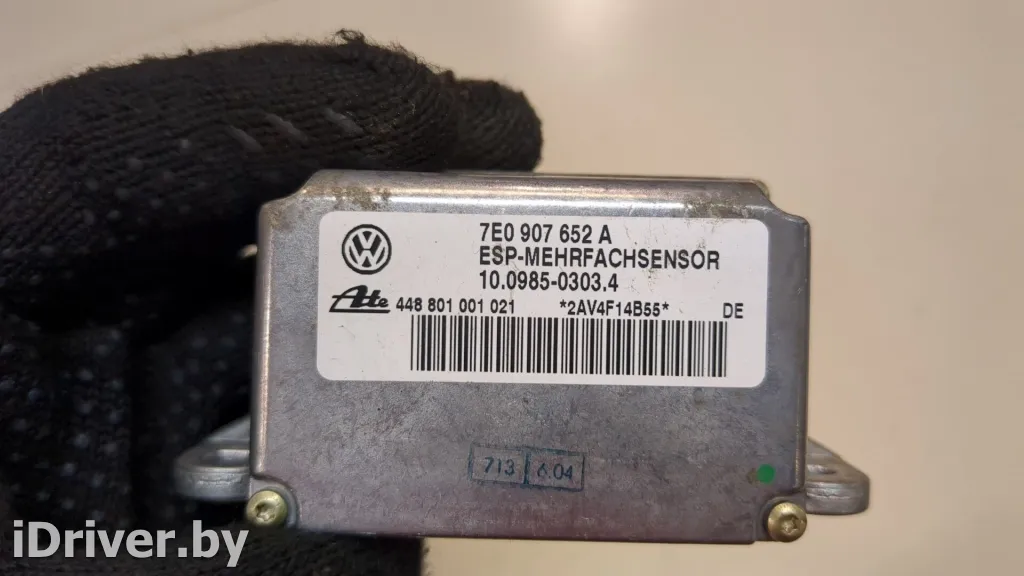 7E0 907 652 A
ESP-MEHRFACHSENSOR
10.0985-0303.4
Ate 448 801 001 021 *2AV4F14B55* DE
713 6.04
iDriver.by